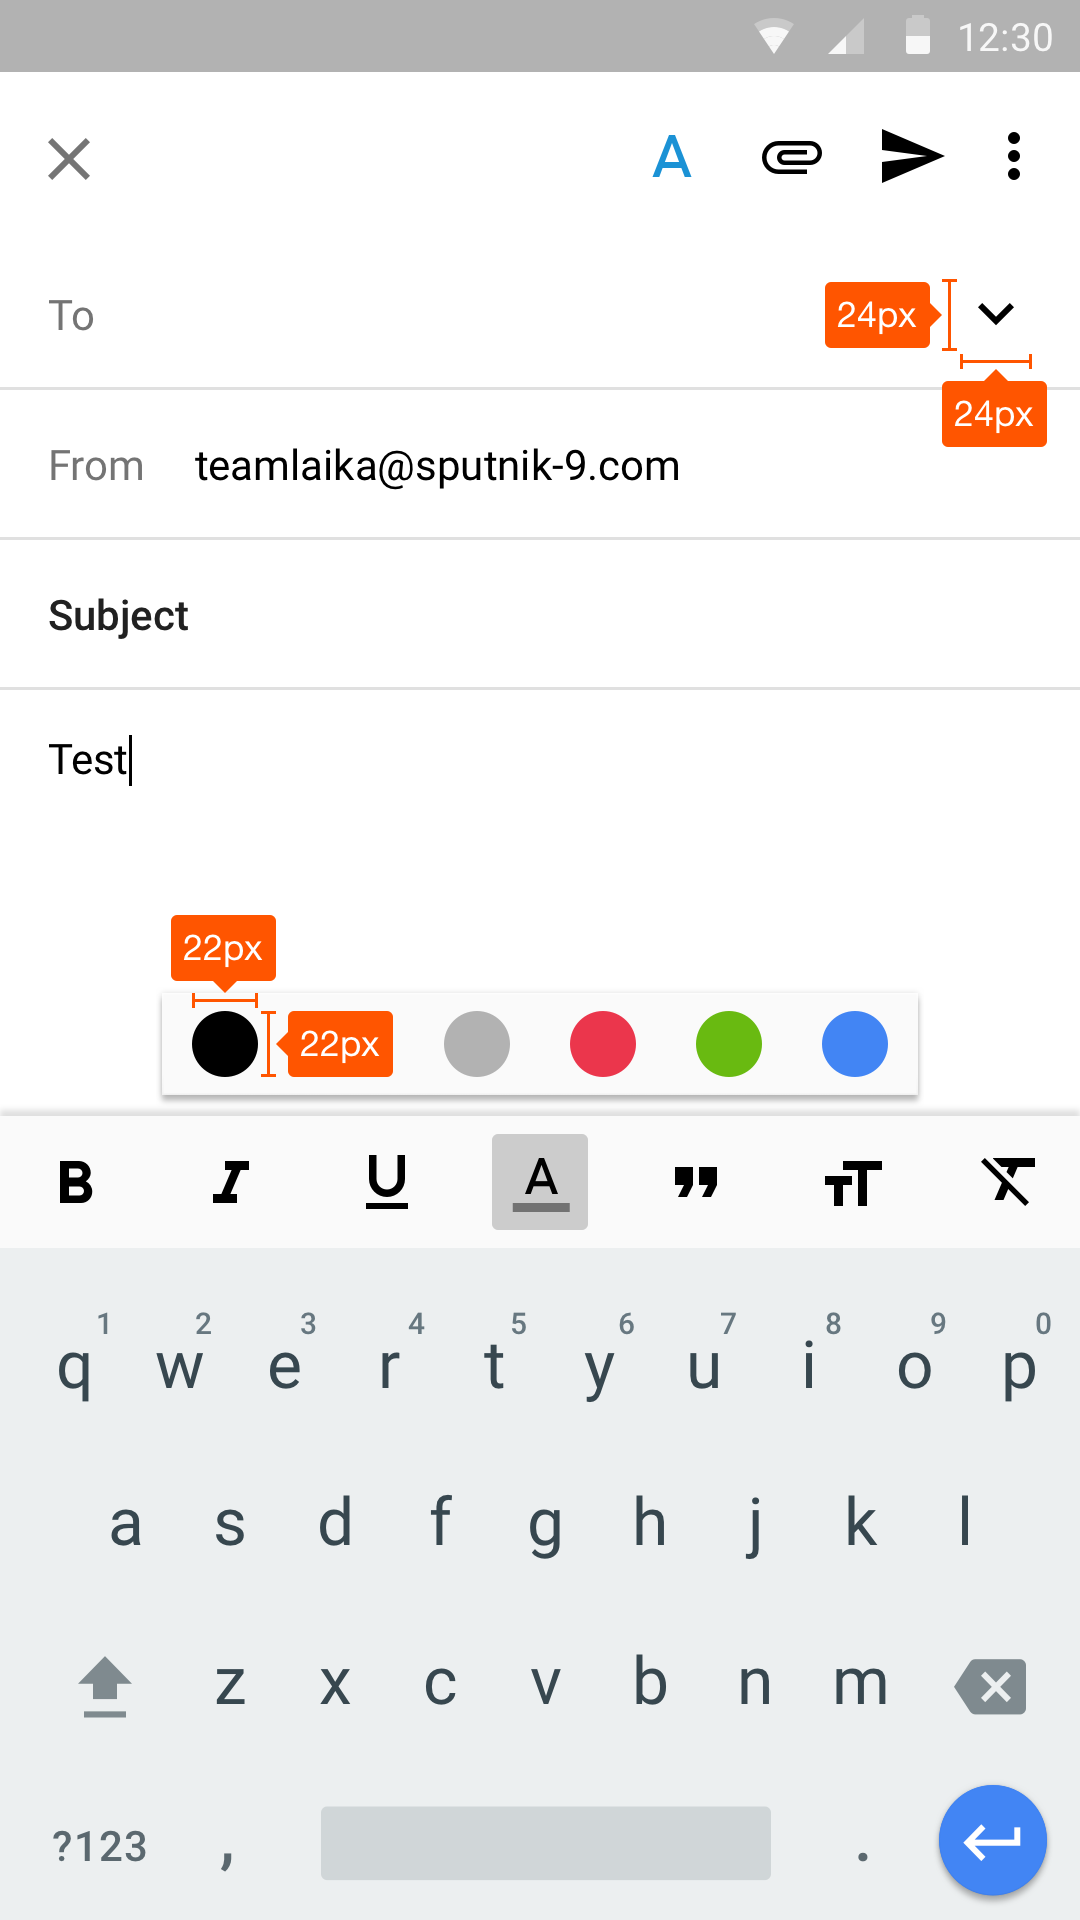 12:30
A
To
24px
24px
From teamlaika@sputnik-9.com
Subject
Test
22px
22px
B I U A
1 2 3 4 5 6 7 8 9 0
q w e r t y u i o p
a s d f g h j k l
z x c v b n m
?123 , .